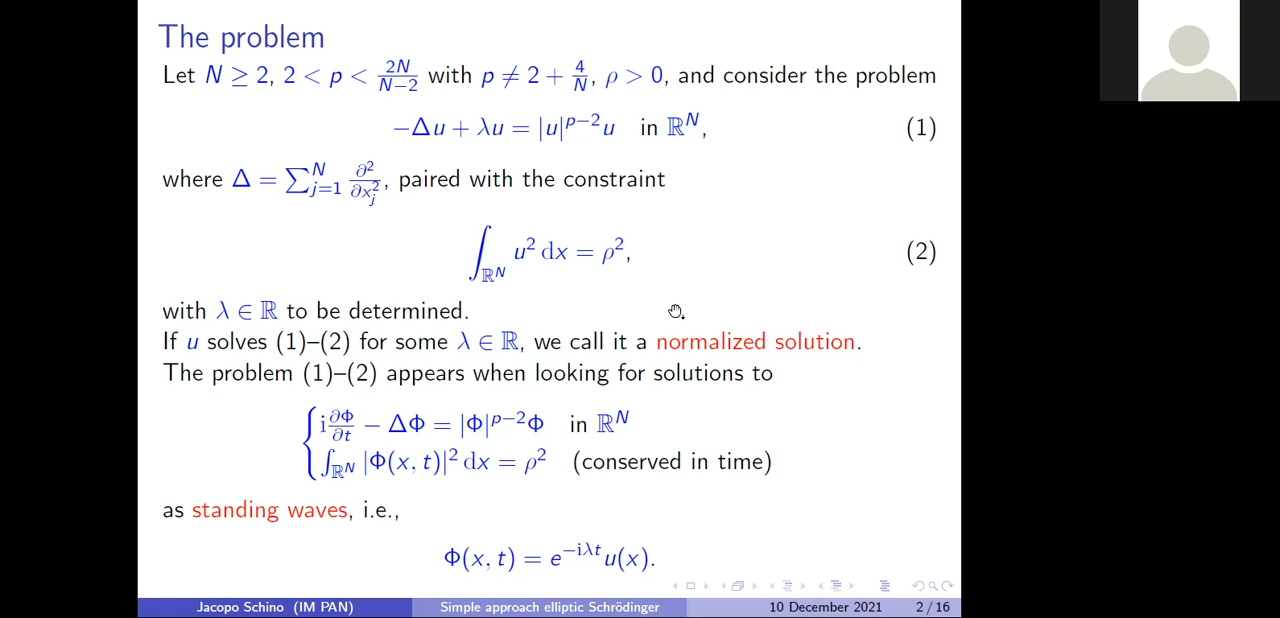 The problem
Let N ≥ 2, 2 < p < 2N/(N−2) with p ≠ 2 + 4/N, ρ > 0, and consider the problem
−Δu + λu = |u|^{p−2}u in ℝ^N, (1)
where Δ = ∑_{j=1}^N ∂²/∂x_j², paired with the constraint
∫_{ℝ^N} u² dx = ρ², (2)
with λ ∈ ℝ to be determined.
If u solves (1)–(2) for some λ ∈ ℝ, we call it a normalized solution.
The problem (1)–(2) appears when looking for solutions to
i ∂Φ/∂t − ΔΦ = |Φ|^{p−2}Φ in ℝ^N
∫_{ℝ^N} |Φ(x, t)|² dx = ρ² (conserved in time)
as standing waves, i.e.,
Φ(x, t) = e^{−iλt}u(x).
Jacopo Schino (IM PAN) Simple approach elliptic Schrödinger 10 December 2021 2 / 16